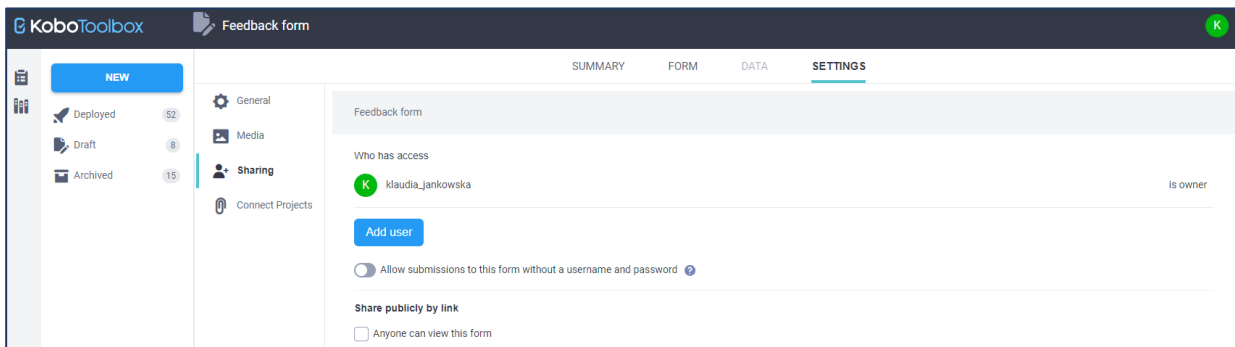 KoboToolbox
Feedback form
K
SUMMARY FORM DATA SETTINGS
NEW
Deployed 52
Draft 8
Archived 15
General
Media
Sharing
Connect Projects
Feedback form
Who has access
K klaudia_jankowska is owner
Add user
Allow submissions to this form without a username and password ?
Share publicly by link
Anyone can view this form